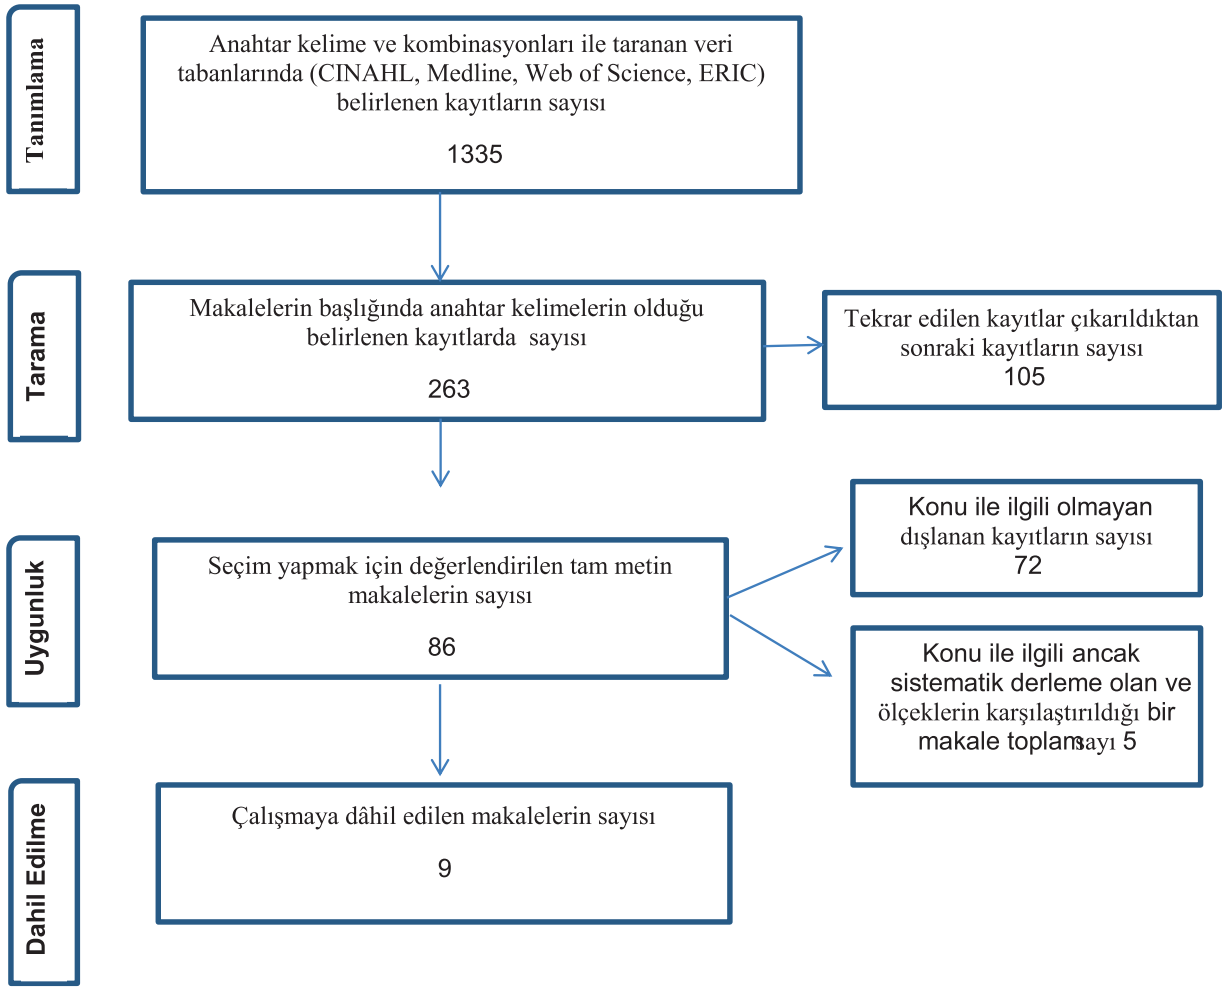 Tanımlama
Anahtar kelime ve kombinasyonları ile taranan veri
tabanlarında (CINAHL, Medline, Web of Science, ERIC)
belirlenen kayıtların sayısı
1335
Tarama
Makalelerin başlığında anahtar kelimelerin olduğu
belirlenen kayıtlarda sayısı
263
Tekrar edilen kayıtlar çıkarıldıktan
sonraki kayıtların sayısı
105
Uygunluk
Seçim yapmak için değerlendirilen tam metin
makalelerin sayısı
86
Konu ile ilgili olmayan
dışlanan kayıtların sayısı
72
Konu ile ilgili ancak
sistematik derleme olan ve
ölçeklerin karşılaştırıldığı bir
makale toplam sayı 5
Dahil Edilme
Çalışmaya dâhil edilen makalelerin sayısı
9